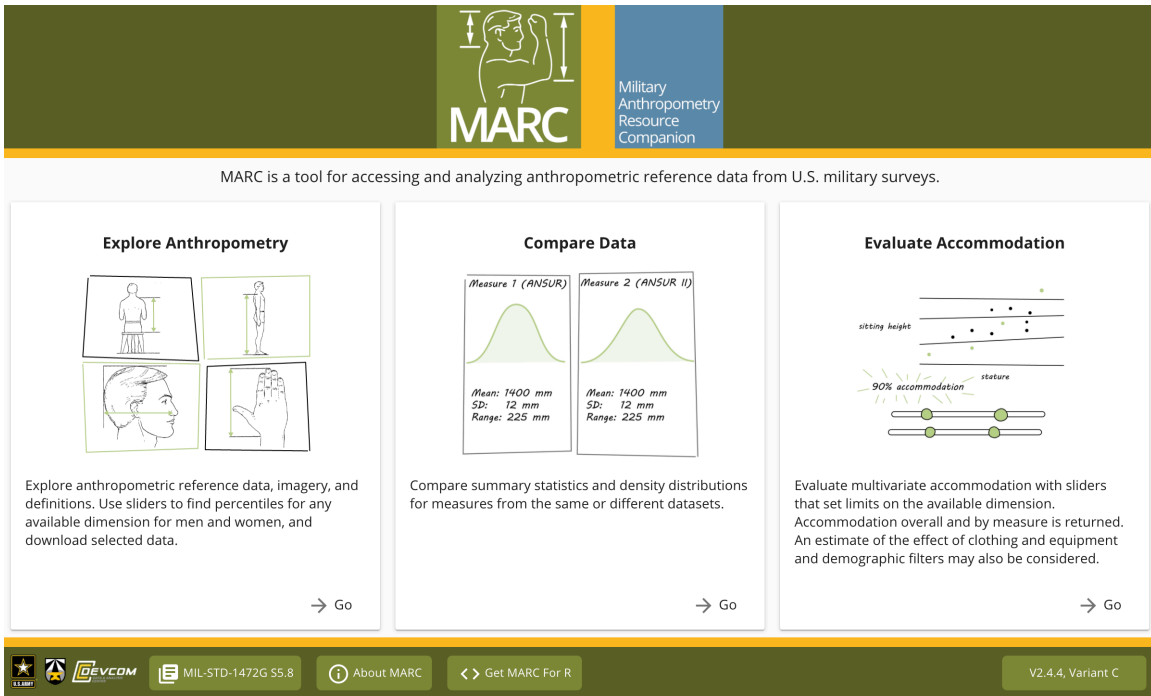 MARC
Military
Anthropometry
Resource
Companion
MARC is a tool for accessing and analyzing anthropometric reference data from U.S. military surveys.
Explore Anthropometry
Explore anthropometric reference data, imagery, and
definitions. Use sliders to find percentiles for any
available dimension for men and women, and
download selected data.
Go
Compare Data
Measure 1 (ANSUR)
Mean: 1400 mm
SD: 12 mm
Range: 225 mm
Measure 2 (ANSUR II)
Mean: 1400 mm
SD: 12 mm
Range: 225 mm
Compare summary statistics and density distributions
for measures from the same or different datasets.
Go
Evaluate Accommodation
sitting height
stature
90% accommodation
Evaluate multivariate accommodation with sliders
that set limits on the available dimension.
Accommodation overall and by measure is returned.
An estimate of the effect of clothing and equipment
and demographic filters may also be considered.
Go
U.S. ARMY
DEVCOM
MIL-STD-1472G S5.8
About MARC
Get MARC For R
V2.4.4, Variant C